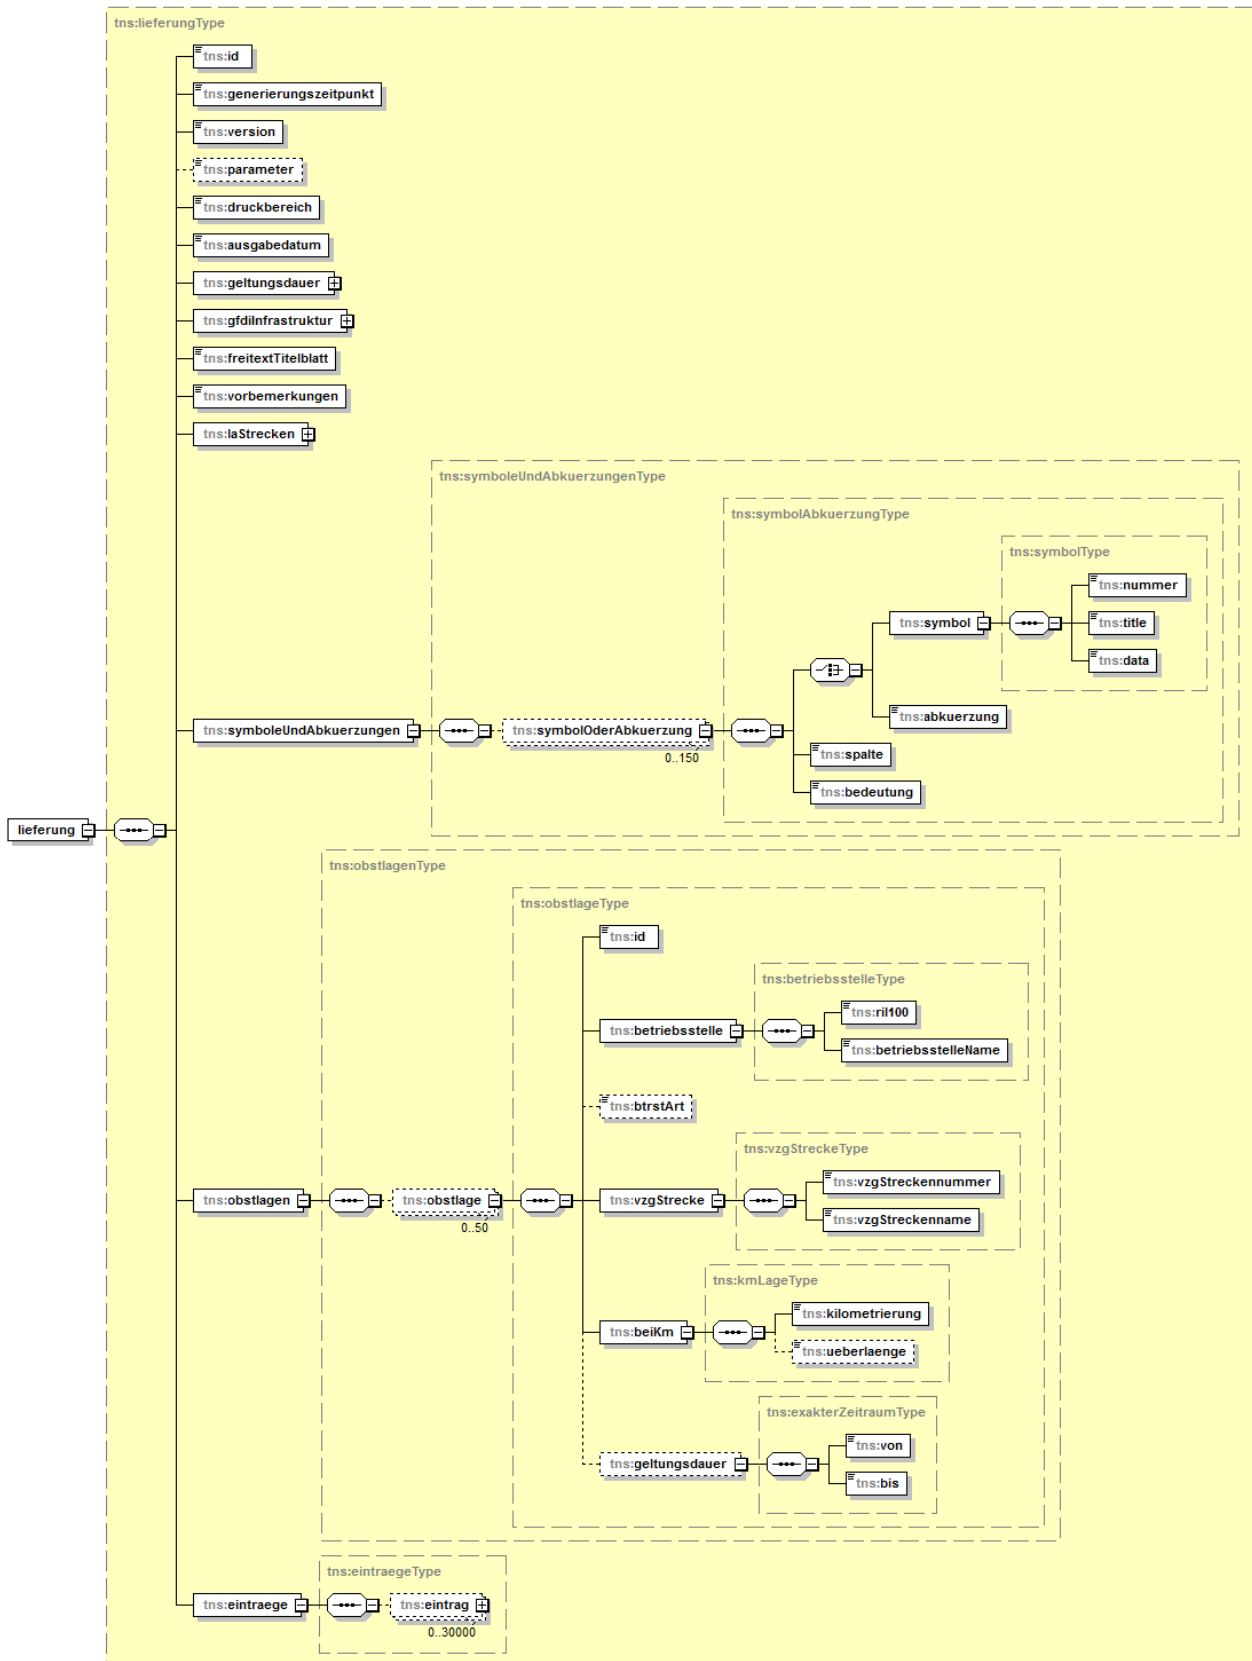 tns:lieferungType
tns:id
tns:generierungszeitpunkt
tns:version
tns:parameter
tns:druckbereich
tns:ausgabedatum
tns:geltungsdauer
tns:gfdiInfrastruktur
tns:freitextTitelblatt
tns:vorbemerkungen
tns:laStrecken
tns:symboleUndAbkuerzungenType
tns:symbolAbkuerzungType
tns:symbolType
tns:nummer
tns:symbol
tns:title
tns:data
tns:abkuerzung
tns:symboleUndAbkuerzungen
tns:symbolOderAbkuerzung
0..150
tns:spalte
tns:bedeutung
lieferung
tns:obstlagenType
tns:obstlageType
tns:id
tns:betriebsstelleType
tns:ril100
tns:betriebsstelle
tns:betriebsstelleName
tns:btrstArt
tns:vzgStreckeType
tns:vzgStreckennummer
tns:obstlagen
tns:obstlage
0..50
tns:vzgStrecke
tns:vzgStreckenname
tns:kmLageType
tns:kilometrierung
tns:beiKm
tns:ueberlaenge
tns:exakterZeitraumType
tns:von
tns:geltungsdauer
tns:bis
tns:eintraegeType
tns:eintraege
tns:eintrag
0..30000